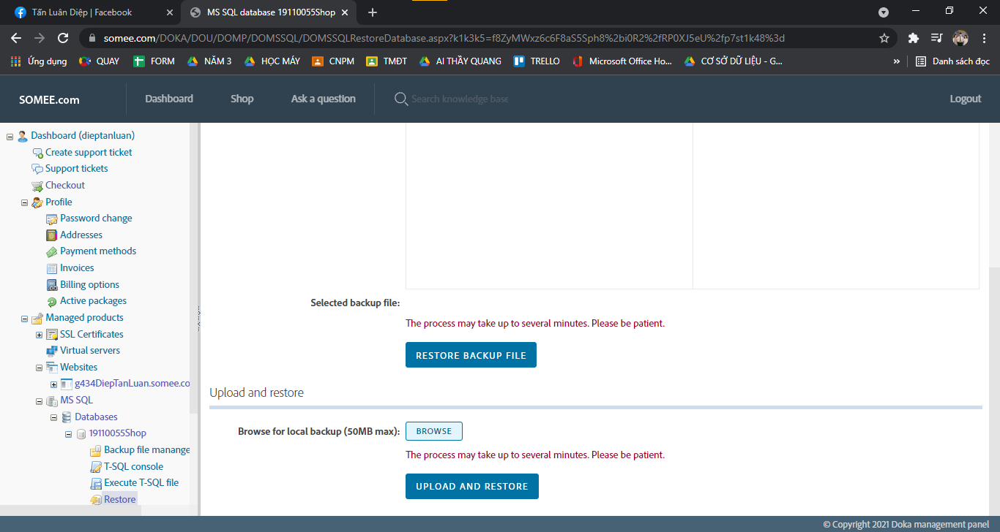 Tấn Luân Diệp | Facebook
MS SQL database 19110055Shop
somee.com/DOKA/DOU/DOMP/DOMSSQL/DOMSSQLRestoreDatabase.aspx?k1k3k5=f8ZyMWxz6c6F8aS5Sph8%2bi0R2%2fRP0XJ5eU%2fp7st1k48%3d
Ứng dụng QUAY FORM NĂM 3 HỌC MÁY CNPM TMĐT AI THẦY QUANG TRELLO Microsoft Office Ho... CƠ SỞ DỮ LIỆU - G... » Danh sách đọc
SOMEE.com Dashboard Shop Ask a question Search knowledge base Logout
Dashboard (dieptanluan)
Create support ticket
Support tickets
Checkout
Profile
Password change
Addresses
Payment methods
Invoices
Billing options
Active packages
Managed products
SSL Certificates
Virtual servers
Websites
g434DiepTanLuan.somee.co
MS SQL
Databases
19110055Shop
Backup file manange
T-SQL console
Execute T-SQL file
Restore
Selected backup file:
The process may take up to several minutes. Please be patient.
RESTORE BACKUP FILE
Upload and restore
Browse for local backup (50MB max): BROWSE
The process may take up to several minutes. Please be patient.
UPLOAD AND RESTORE
© Copyright 2021 Doka management panel